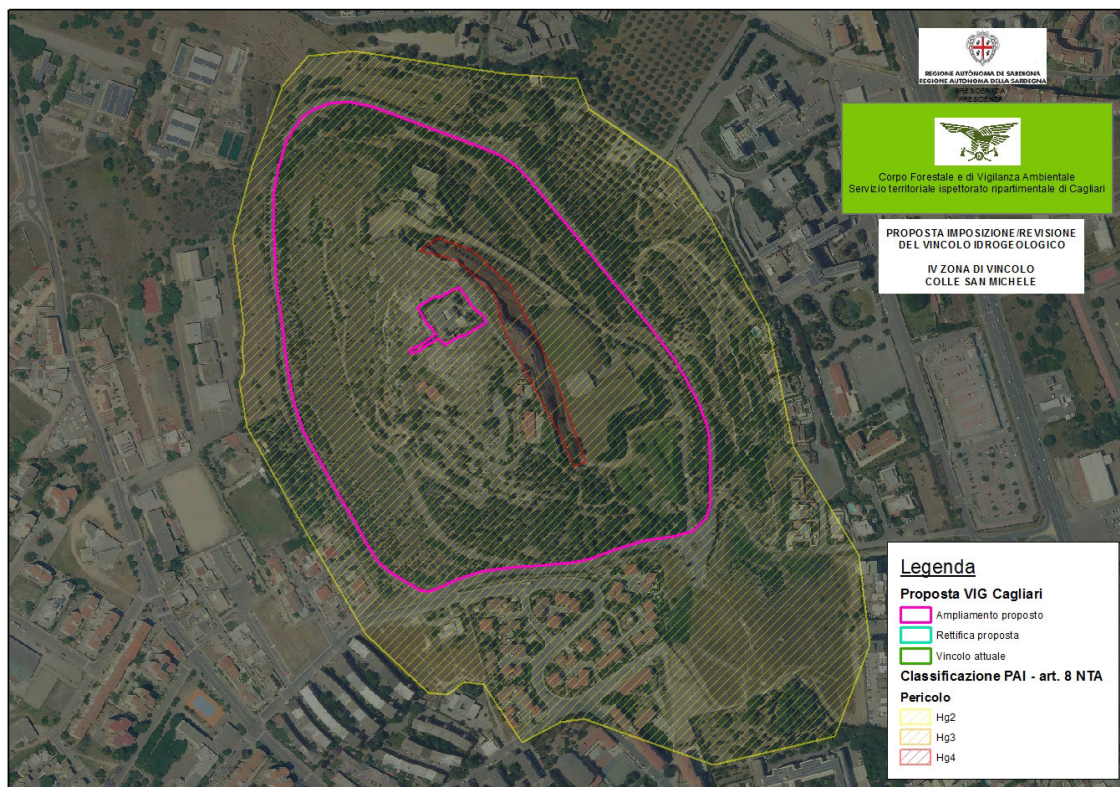 REGIONE AUTÒNOMA DE SARDIGNA
REGIONE AUTONOMA DELLA SARDEGNA
PRESIDENTZIA
PRESIDENZA
Corpo Forestale e di Vigilanza Ambientale
Servizio territoriale ispettorato ripartimentale di Cagliari
PROPOSTA IMPOSIZIONE/REVISIONE
DEL VINCOLO IDROGEOLOGICO
IV ZONA DI VINCOLO
COLLE SAN MICHELE
Legenda
Proposta VIG Cagliari
Ampliamento proposto
Rettifica proposta
Vincolo attuale
Classificazione PAI - art. 8 NTA
Pericolo
Hg2
Hg3
Hg4